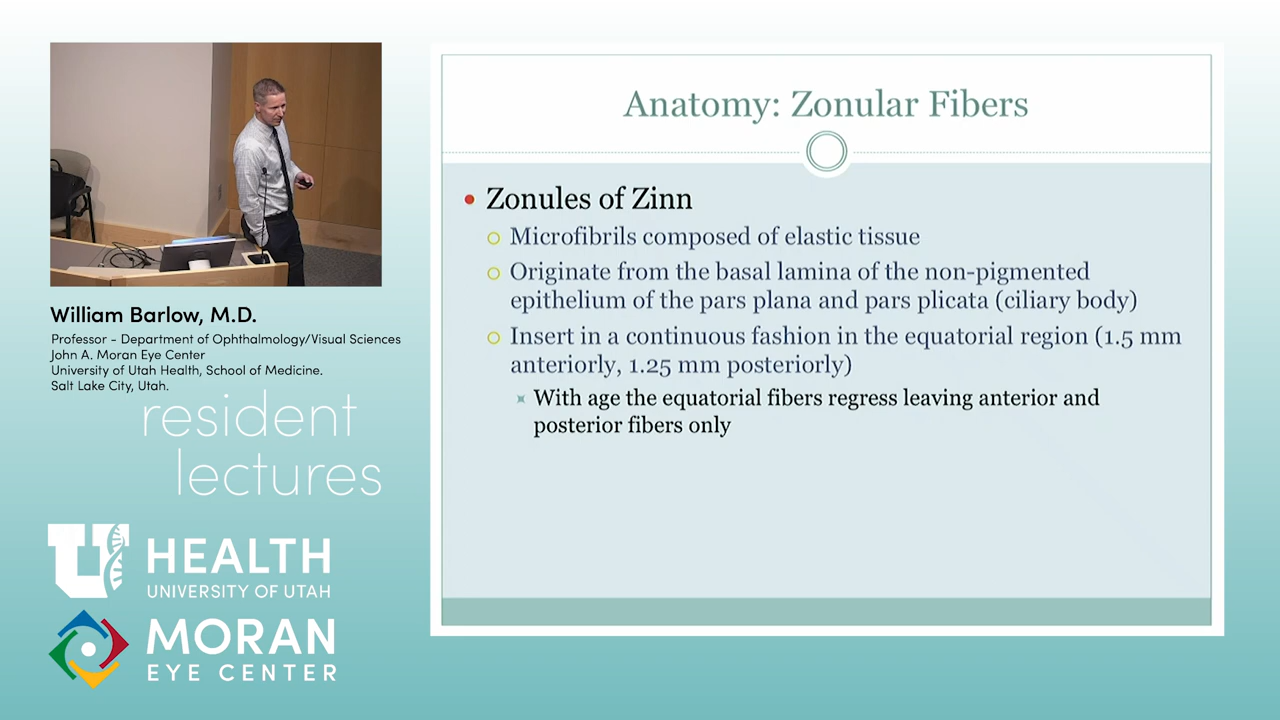 William Barlow, M.D.
Professor - Department of Ophthalmology/Visual Sciences
John A. Moran Eye Center
University of Utah Health, School of Medicine.
Salt Lake City, Utah.
resident
lectures
U
HEALTH
UNIVERSITY OF UTAH
MORAN
EYE CENTER
Anatomy: Zonular Fibers
Zonules of Zinn
Microfibrils composed of elastic tissue
Originate from the basal lamina of the non-pigmented
epithelium of the pars plana and pars plicata (ciliary body)
Insert in a continuous fashion in the equatorial region (1.5 mm
anteriorly, 1.25 mm posteriorly)
With age the equatorial fibers regress leaving anterior and
posterior fibers only